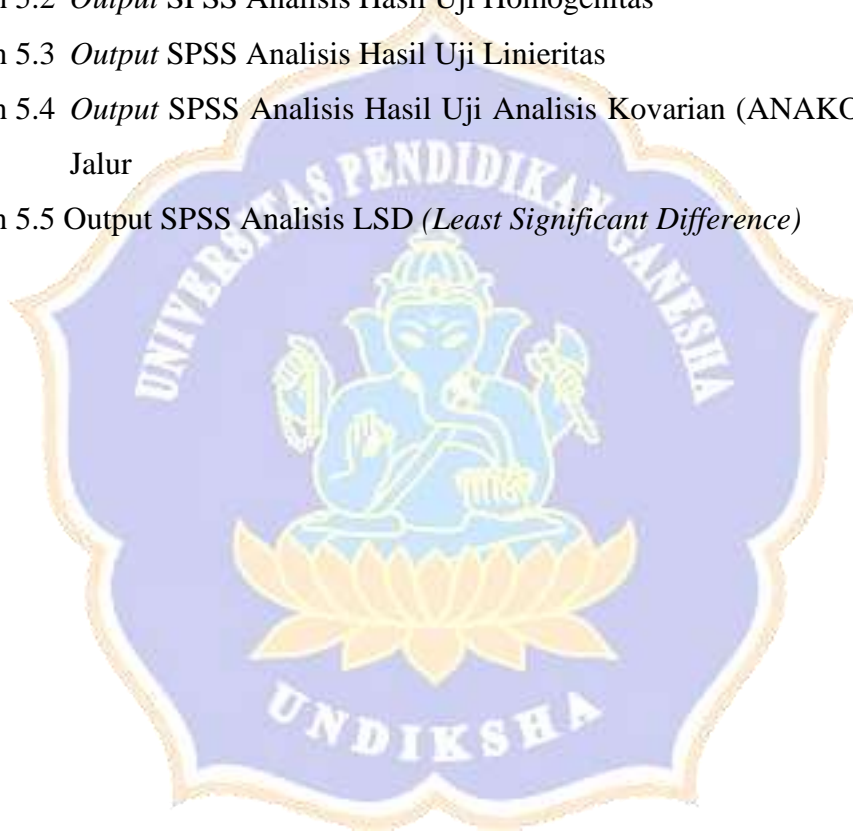 n 5.2 Output SPSS Analisis Hasil Uji Homogenitas
n 5.3 Output SPSS Analisis Hasil Uji Linieritas
n 5.4 Output SPSS Analisis Hasil Uji Analisis Kovarian (ANAKO
Jalur
n 5.5 Output SPSS Analisis LSD (Least Significant Difference)
UNIVERSITAS PENDIDIKAN GANESHA
UNDIKSHA